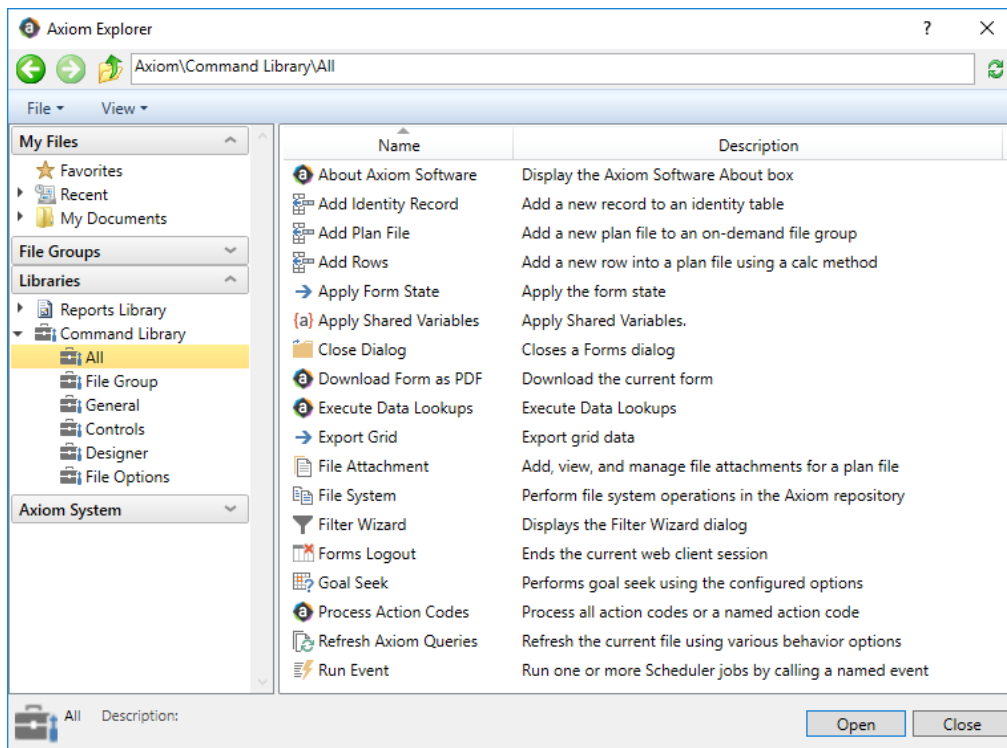 Axiom Explorer
Axiom\Command Library\All
File View
My Files
Favorites
Recent
My Documents
File Groups
Libraries
Reports Library
Command Library
All
File Group
General
Controls
Designer
File Options
Axiom System
Name Description
About Axiom Software Display the Axiom Software About box
Add Identity Record Add a new record to an identity table
Add Plan File Add a new plan file to an on-demand file group
Add Rows Add a new row into a plan file using a calc method
Apply Form State Apply the form state
{a} Apply Shared Variables Apply Shared Variables.
Close Dialog Closes a Forms dialog
Download Form as PDF Download the current form
Execute Data Lookups Execute Data Lookups
Export Grid Export grid data
File Attachment Add, view, and manage file attachments for a plan file
File System Perform file system operations in the Axiom repository
Filter Wizard Displays the Filter Wizard dialog
Forms Logout Ends the current web client session
Goal Seek Performs goal seek using the configured options
Process Action Codes Process all action codes or a named action code
Refresh Axiom Queries Refresh the current file using various behavior options
Run Event Run one or more Scheduler jobs by calling a named event
All Description:
Open Close